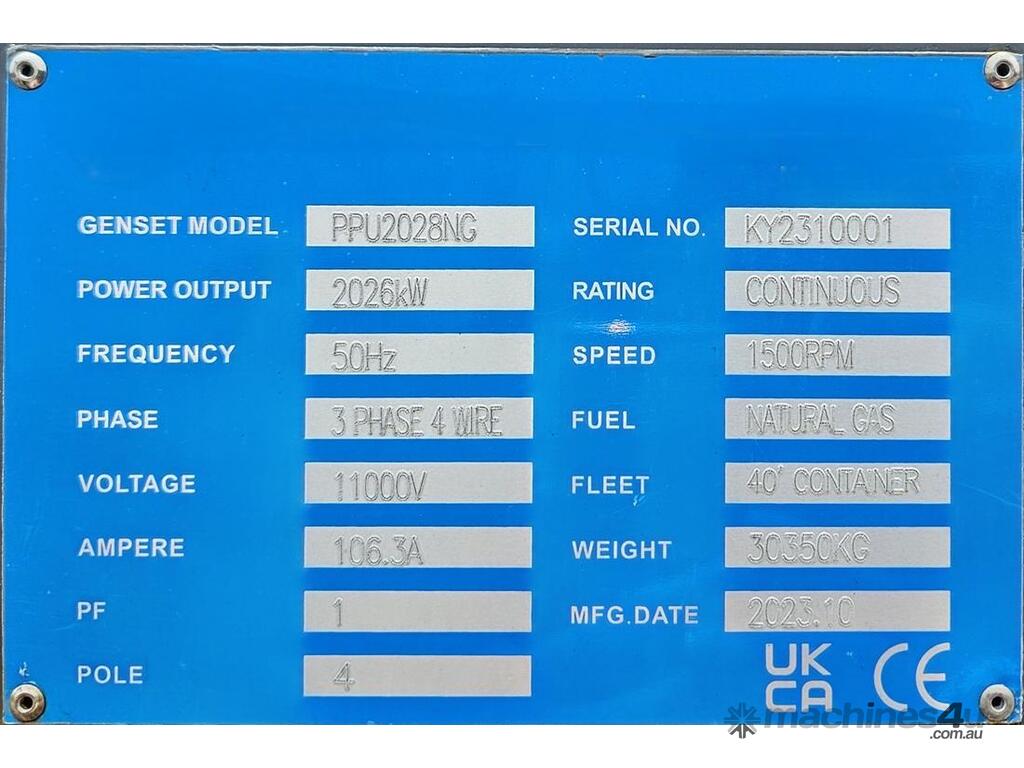 GENSET MODEL PPU2028NG SERIAL NO. KY2310001
POWER OUTPUT 2026kW RATING CONTINUOUS
FREQUENCY 50Hz SPEED 1500RPM
PHASE 3 PHASE 4 WIRE FUEL NATURAL GAS
VOLTAGE 11000V FLEET 40' CONTAINER
AMPERE 106.3A WEIGHT 30350KG
PF 1 MFG.DATE 2023.10
POLE 4 UK CA CE
machines4u
.com.au